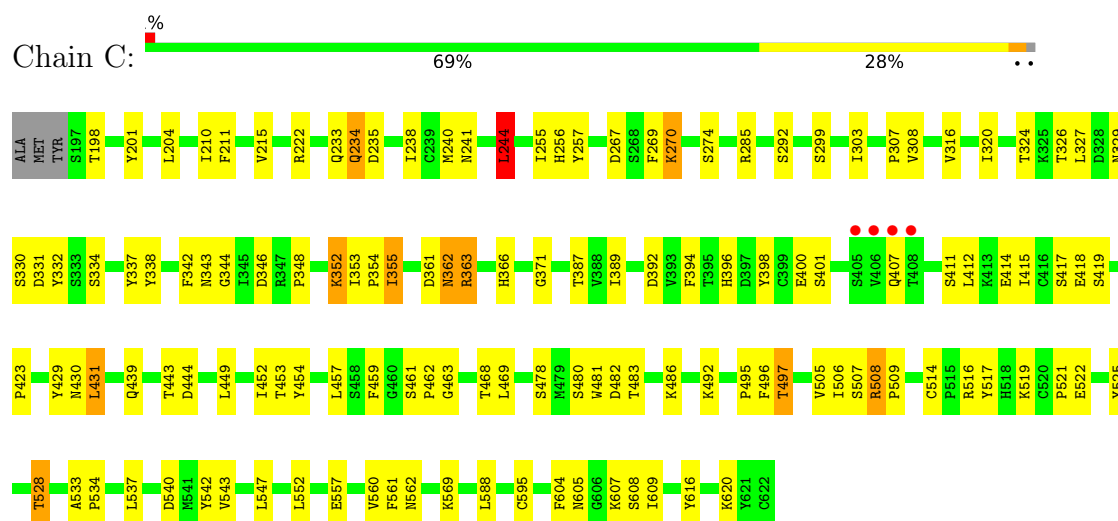 .%
Chain C:
69% 28% • •
ALA MET TYR S197 T198 Y201 L204 I210 F211 V215 R222 Q233 Q234 D235 I238 C239 M240 N241 L244 I255 H256 Y257 D267 S268 F269 K270 S274 R285 S292 S299 I303 P307 V308 V316 I320 T324 K325 T326 L327 D328
S330 D331 Y332 S333 S334 Y337 Y338 F342 N343 G344 I345 D346 R347 P348 K352 I353 P354 I355 D361 N362 R363 H366 G371 T387 V388 I389 D392 V393 F394 T395 H396 D397 Y398 C399 E400 S401 S405 V406 Q407 T408 S411 L412 K413 E414 I415 C416 S417 E418 S419
P423 Y429 N430 L431 Q439 T443 D444 L449 I452 T453 Y454 L457 S458 F459 G460 S461 P462 G463 T468 L469 S478 M479 S480 W481 D482 T483 K486 K492 P495 F496 T497 V505 I506 S507 R508 P509 C514 P515 R516 Y517 H518 K519 C520 P521 E522
T528 A533 P534 L537 D540 M541 Y542 V543 L547 L552 E557 V560 F561 N562 K569 L588 C595 F604 N605 G606 K607 S608 I609 Y616 K620 Y621 C622